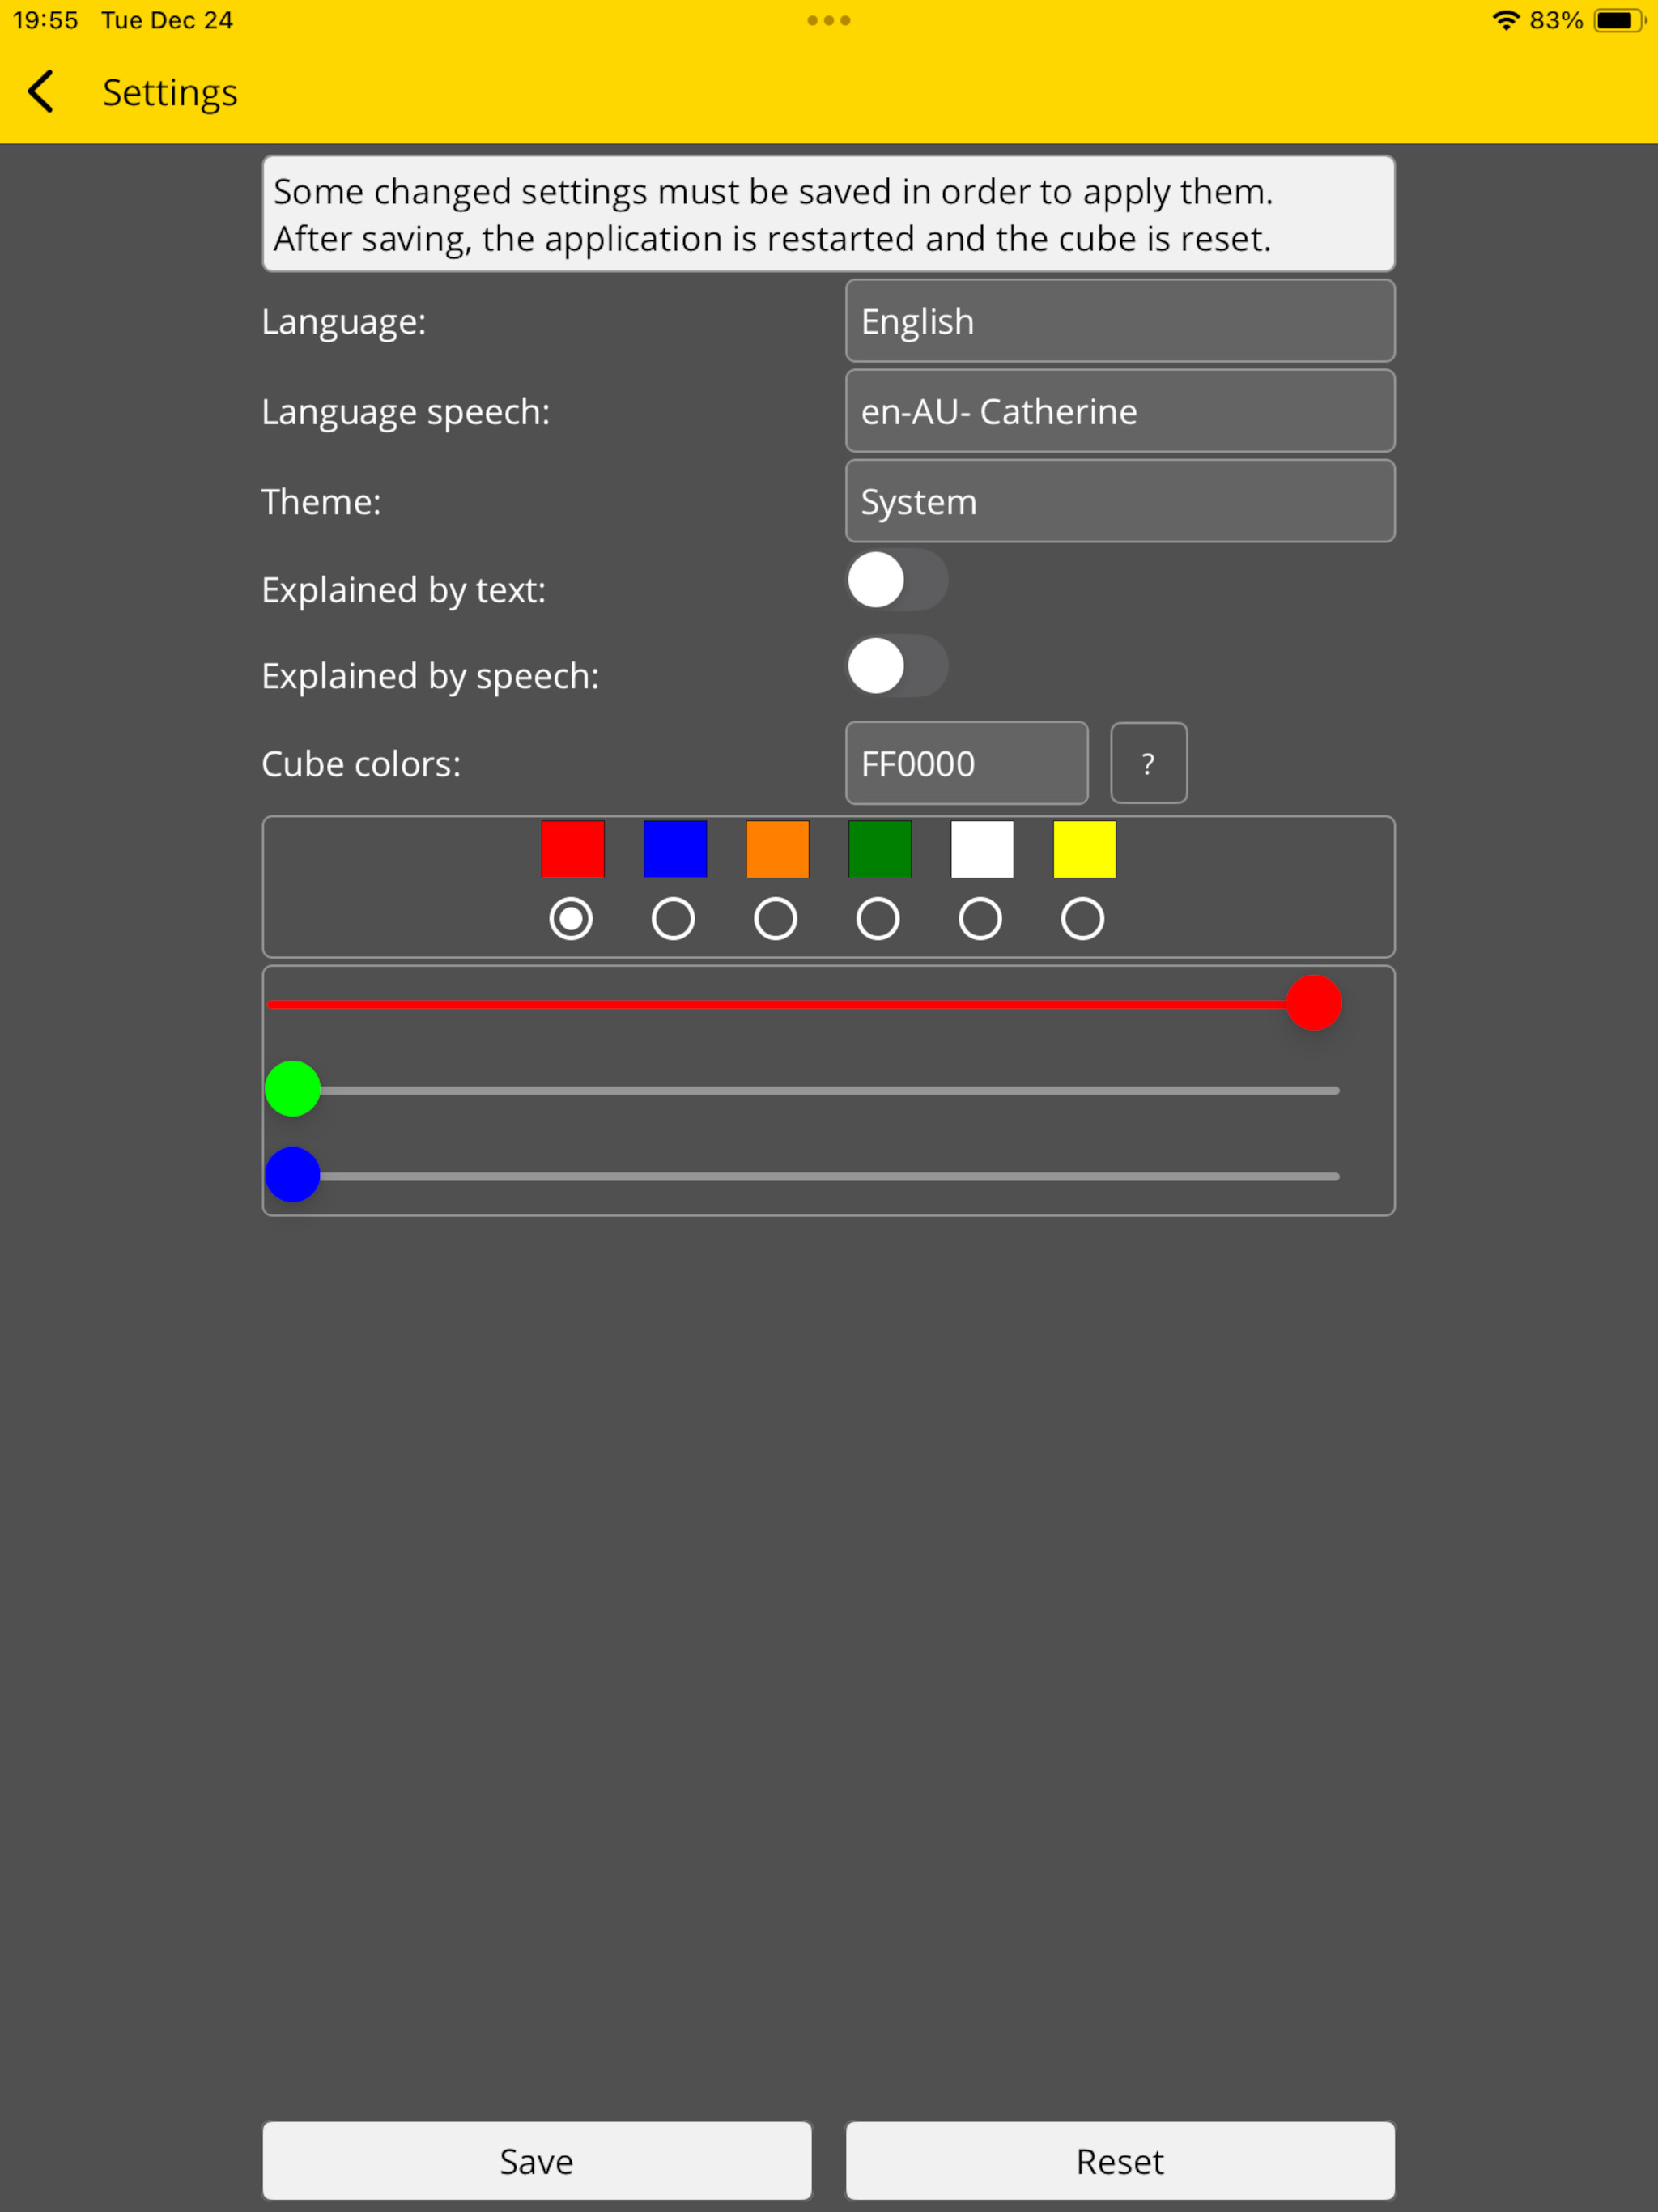 19:55 Tue Dec 24
83%
Settings
Some changed settings must be saved in order to apply them.
After saving, the application is restarted and the cube is reset.
Language:
English
Language speech:
en-AU- Catherine
Theme:
System
Explained by text:
Explained by speech:
Cube colors:
FF0000
?
Save
Reset